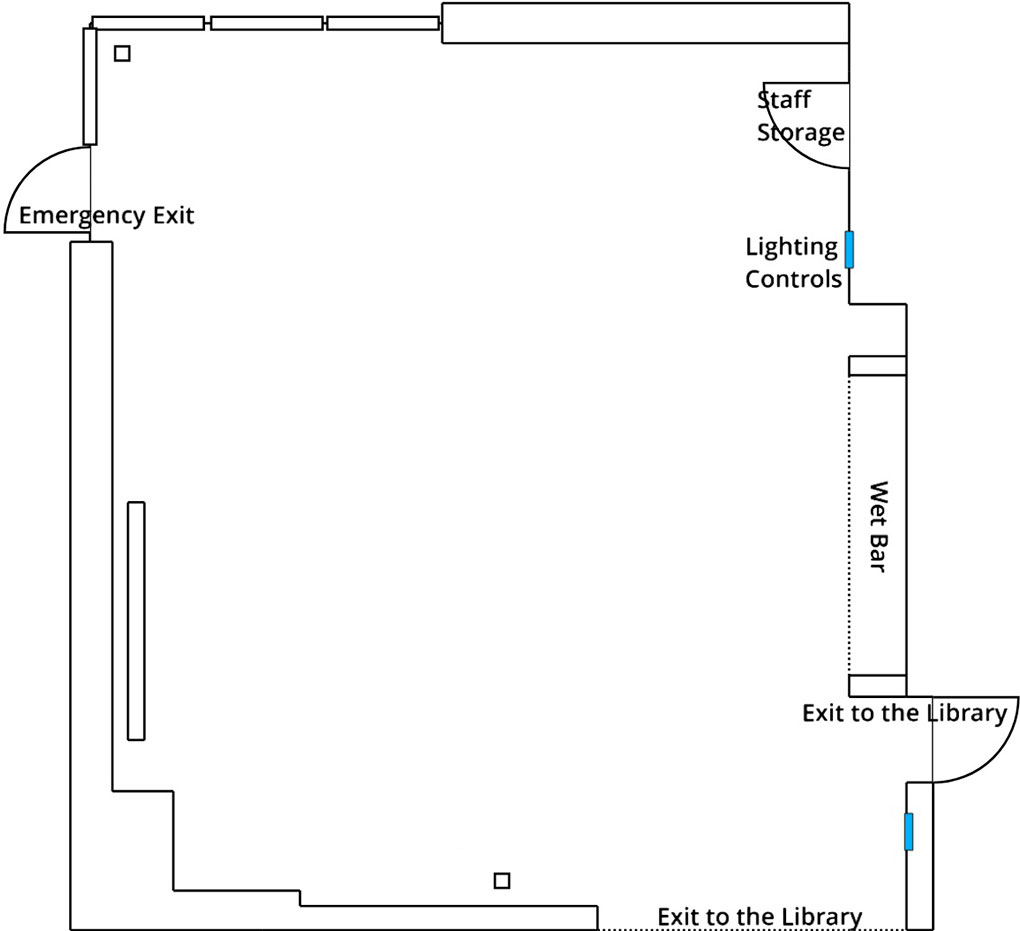 Staff
Storage
Emergency Exit
Lighting
Controls
Wet Bar
Exit to the Library
Exit to the Library